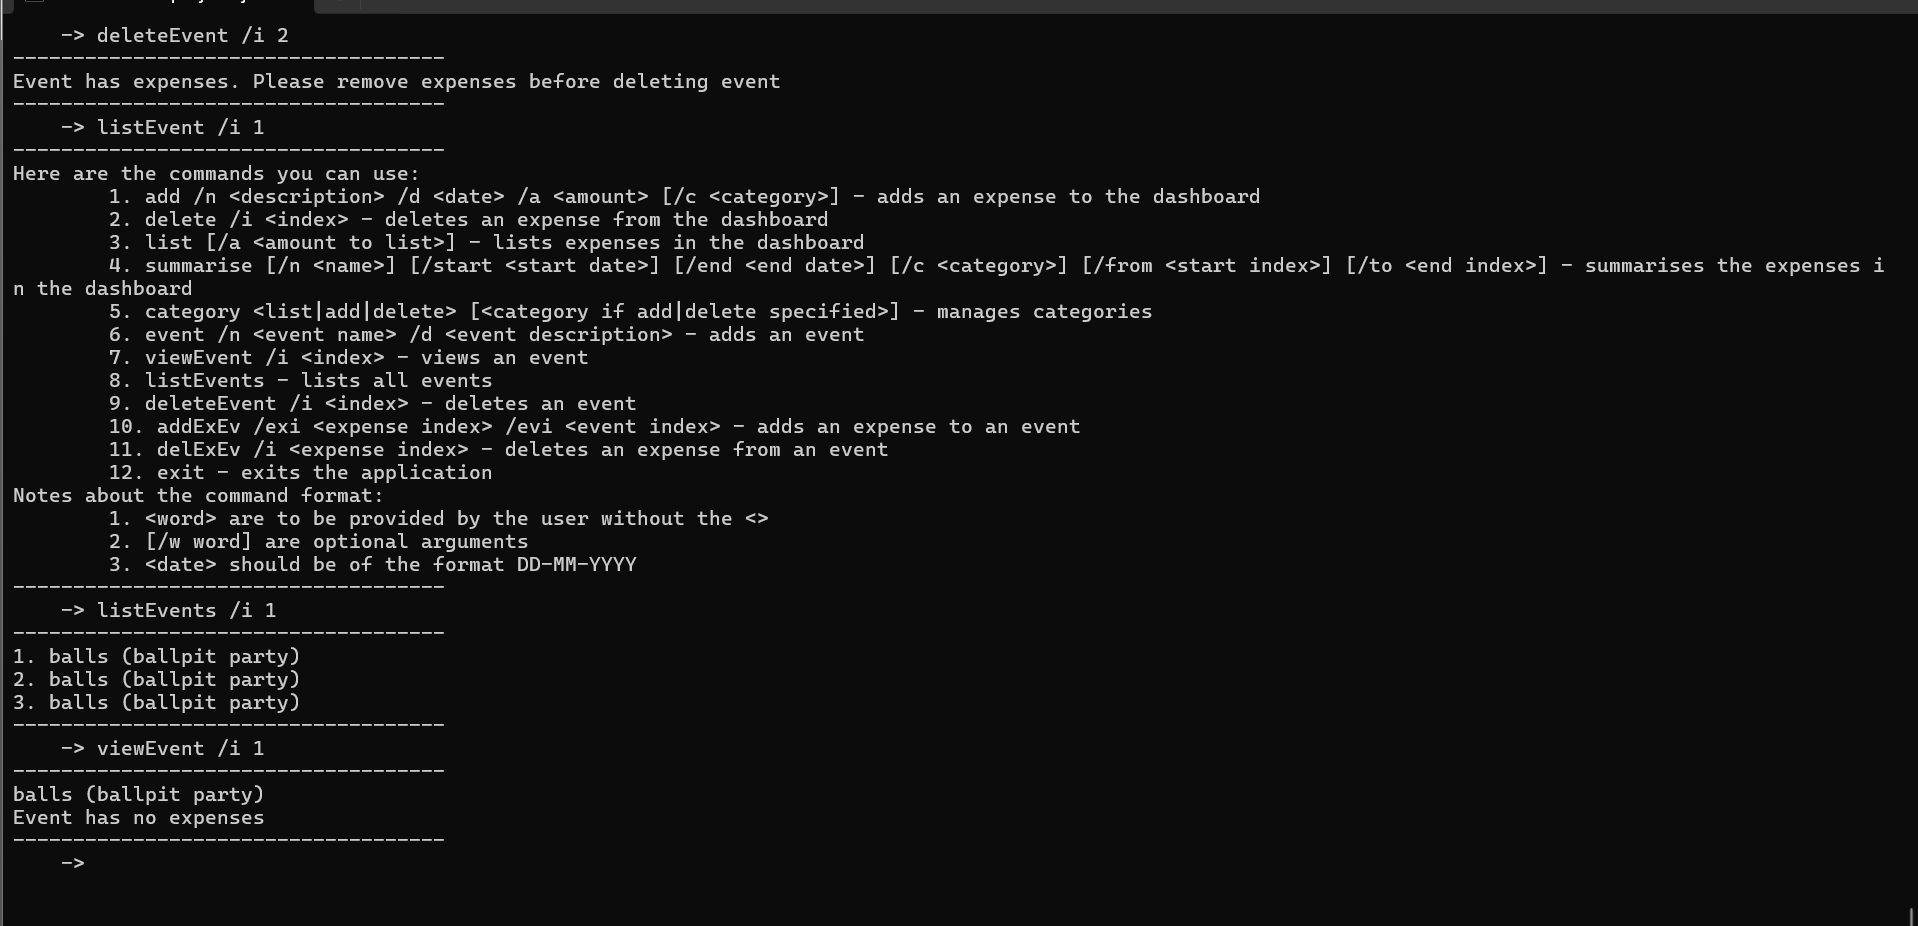 -> deleteEvent /i 2
------------------------------------
Event has expenses. Please remove expenses before deleting event
------------------------------------
-> listEvent /i 1
------------------------------------
Here are the commands you can use:
1. add /n <description> /d <date> /a <amount> [/c <category>] - adds an expense to the dashboard
2. delete /i <index> - deletes an expense from the dashboard
3. list [/a <amount to list>] - lists expenses in the dashboard
4. summarise [/n <name>] [/start <start date>] [/end <end date>] [/c <category>] [/from <start index>] [/to <end index>] - summarises the expenses i
n the dashboard
5. category <list|add|delete> [<category if add|delete specified>] - manages categories
6. event /n <event name> /d <event description> - adds an event
7. viewEvent /i <index> - views an event
8. listEvents - lists all events
9. deleteEvent /i <index> - deletes an event
10. addExEv /exi <expense index> /evi <event index> - adds an expense to an event
11. delExEv /i <expense index> - deletes an expense from an event
12. exit - exits the application
Notes about the command format:
1. <word> are to be provided by the user without the <>
2. [/w word] are optional arguments
3. <date> should be of the format DD-MM-YYYY
------------------------------------
-> listEvents /i 1
------------------------------------
1. balls (ballpit party)
2. balls (ballpit party)
3. balls (ballpit party)
------------------------------------
-> viewEvent /i 1
------------------------------------
balls (ballpit party)
Event has no expenses
------------------------------------
->